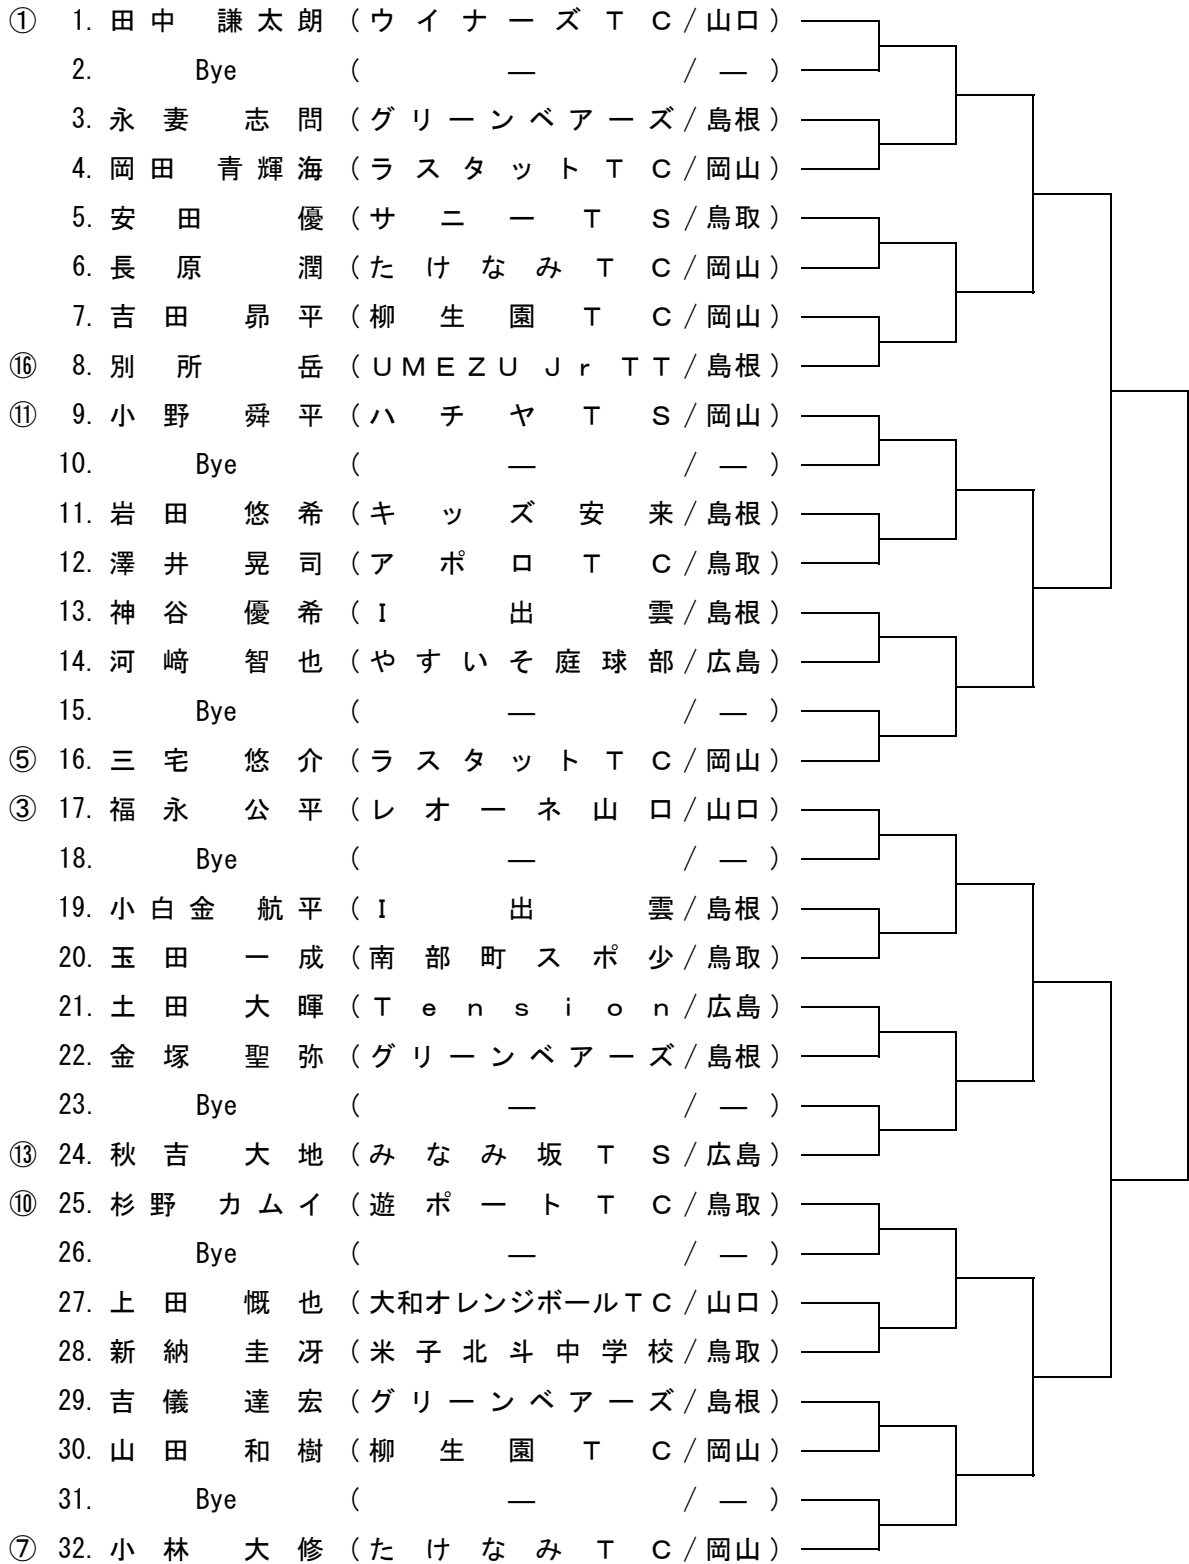 ① 1. 田中 謙太朗 (ウイナーズTC/山口)
2. Bye ( ― / ― )
3. 永妻 志問 (グリーンベアーズ/島根)
4. 岡田 青輝海 (ラスタットTC/岡山)
5. 安田 優 (サニーTS/鳥取)
6. 長原 潤 (たけなみTC/岡山)
7. 吉田 昴平 (柳生園TC/岡山)
⑯ 8. 別所 岳 (UMEZU Jr TT/島根)
⑪ 9. 小野 舜平 (ハチヤTS/岡山)
10. Bye ( ― / ― )
11. 岩田 悠希 (キッズ安来/島根)
12. 澤井 晃司 (アポロTC/鳥取)
13. 神谷 優希 (I出雲/島根)
14. 河﨑 智也 (やすいそ庭球部/広島)
15. Bye ( ― / ― )
⑤ 16. 三宅 悠介 (ラスタットTC/岡山)
③ 17. 福永 公平 (レオーネ山口/山口)
18. Bye ( ― / ― )
19. 小白金 航平 (I出雲/島根)
20. 玉田 一成 (南部町スポ少/鳥取)
21. 土田 大暉 (Tension/広島)
22. 金塚 聖弥 (グリーンベアーズ/島根)
23. Bye ( ― / ― )
⑬ 24. 秋吉 大地 (みなみ坂TS/広島)
⑩ 25. 杉野 カムイ (遊ポートTC/鳥取)
26. Bye ( ― / ― )
27. 上田 慨也 (大和オレンジボールTC/山口)
28. 新納 圭冴 (米子北斗中学校/鳥取)
29. 吉儀 達宏 (グリーンベアーズ/島根)
30. 山田 和樹 (柳生園TC/岡山)
31. Bye ( ― / ― )
⑦ 32. 小林 大修 (たけなみTC/岡山)